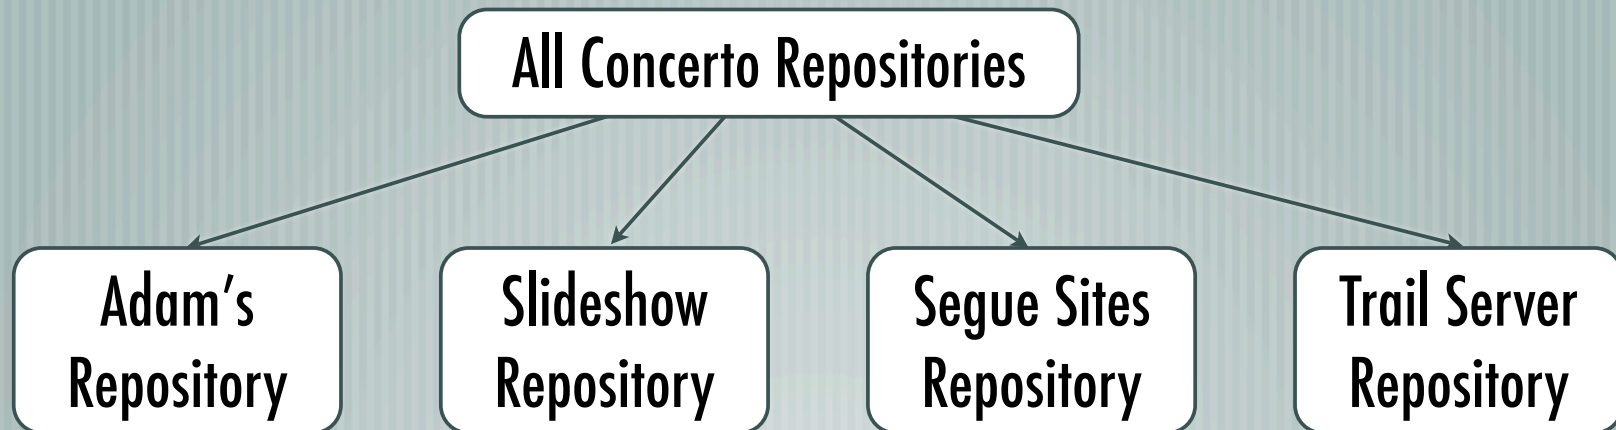 All Concerto Repositories
Adam’s
Repository
Slideshow
Repository
Segue Sites
Repository
Trail Server
Repository